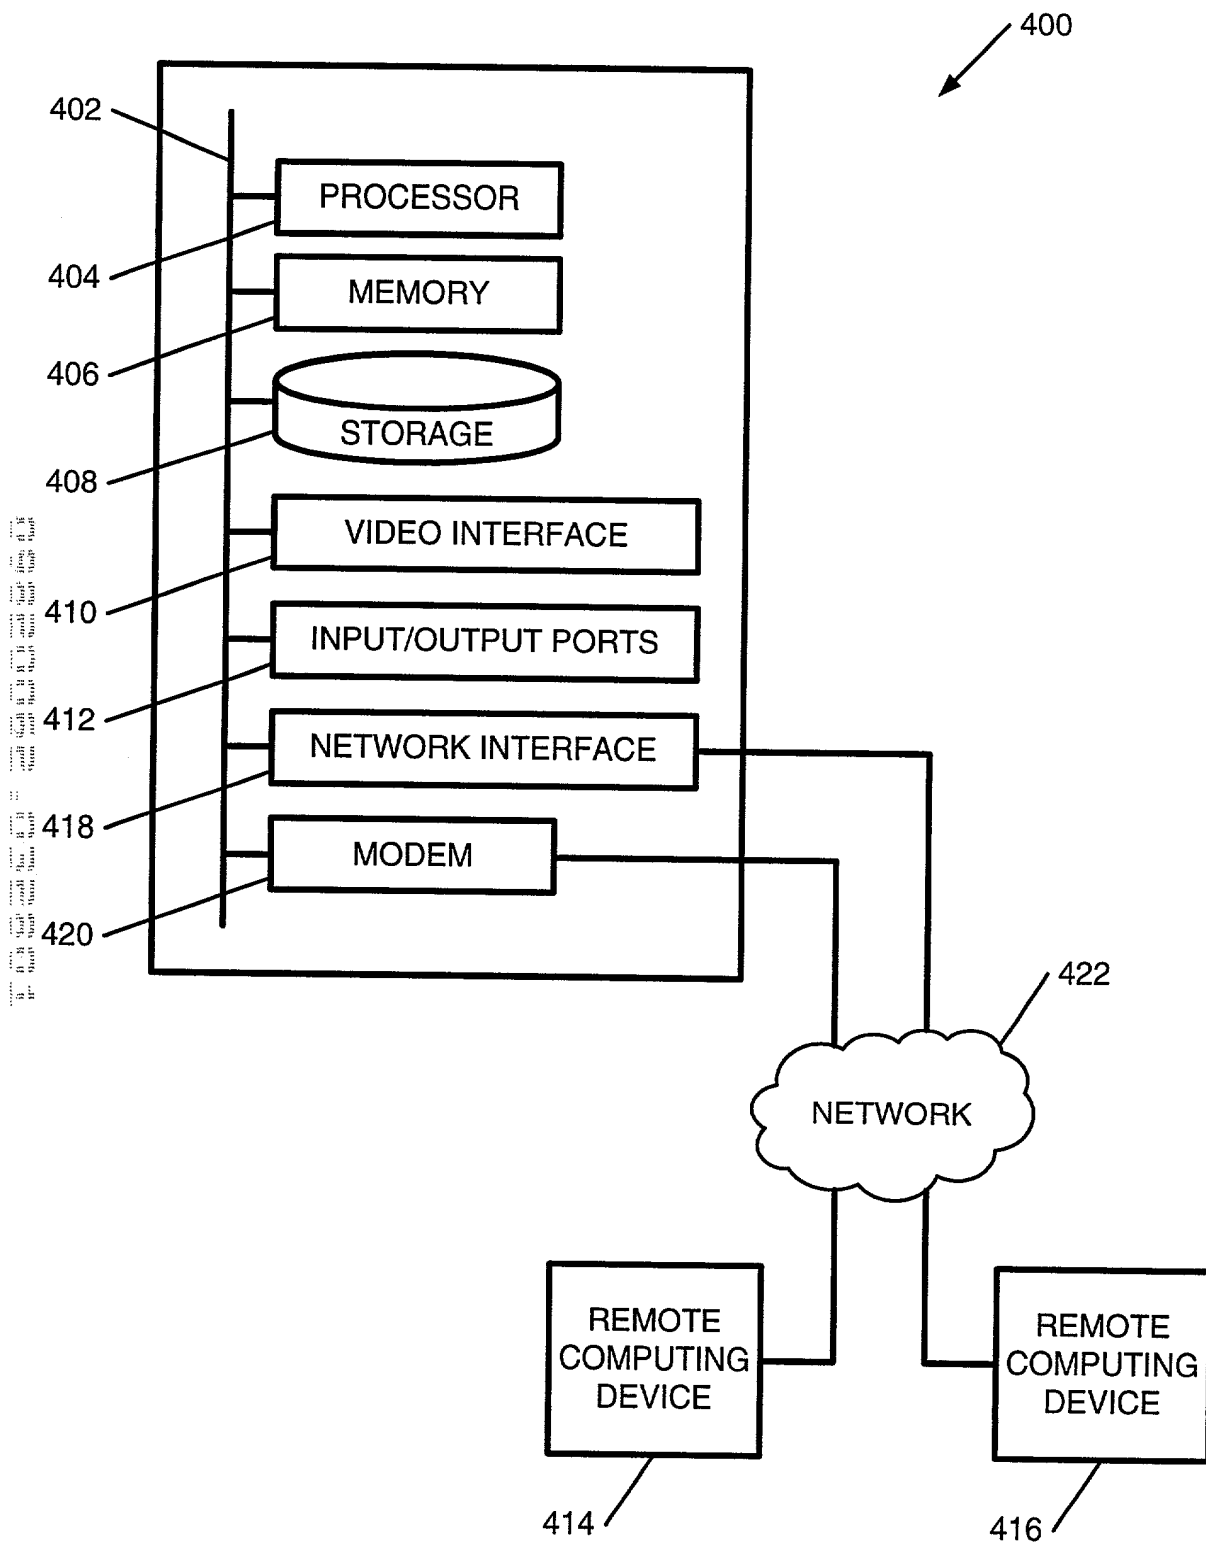 400
402
PROCESSOR
404
MEMORY
406
STORAGE
408
VIDEO INTERFACE
410
INPUT/OUTPUT PORTS
412
NETWORK INTERFACE
418
MODEM
420
422
NETWORK
REMOTE
COMPUTING
DEVICE
REMOTE
COMPUTING
DEVICE
414
416